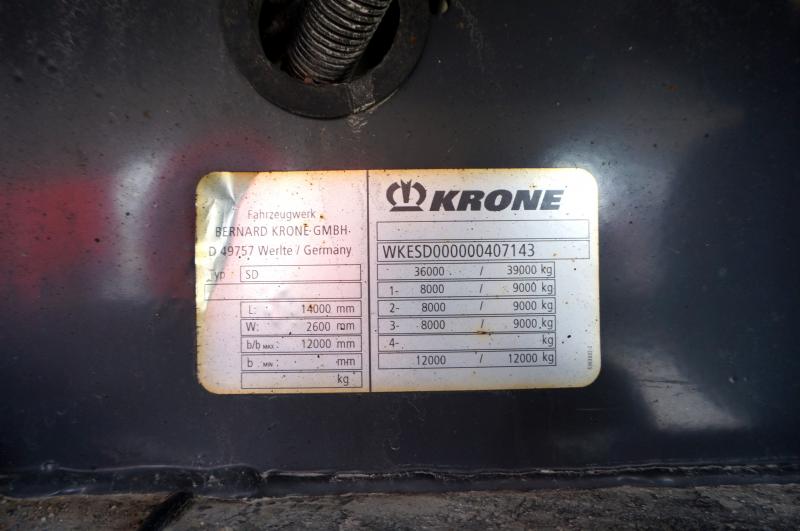 Fahrzeugwerk
BERNARD KRONE GMBH
D 49757 Werlte / Germany
Typ: SD
L: 14000 mm
W: 2600 mm
b/b MAX: 12000 mm
b MIN: mm
kg
KRONE
WKESD000000407143
36000 / 39000 kg
1- 8000 / 9000 kg
2- 8000 / 9000 kg
3- 8000 / 9000 kg
4- kg
12000 / 12000 kg